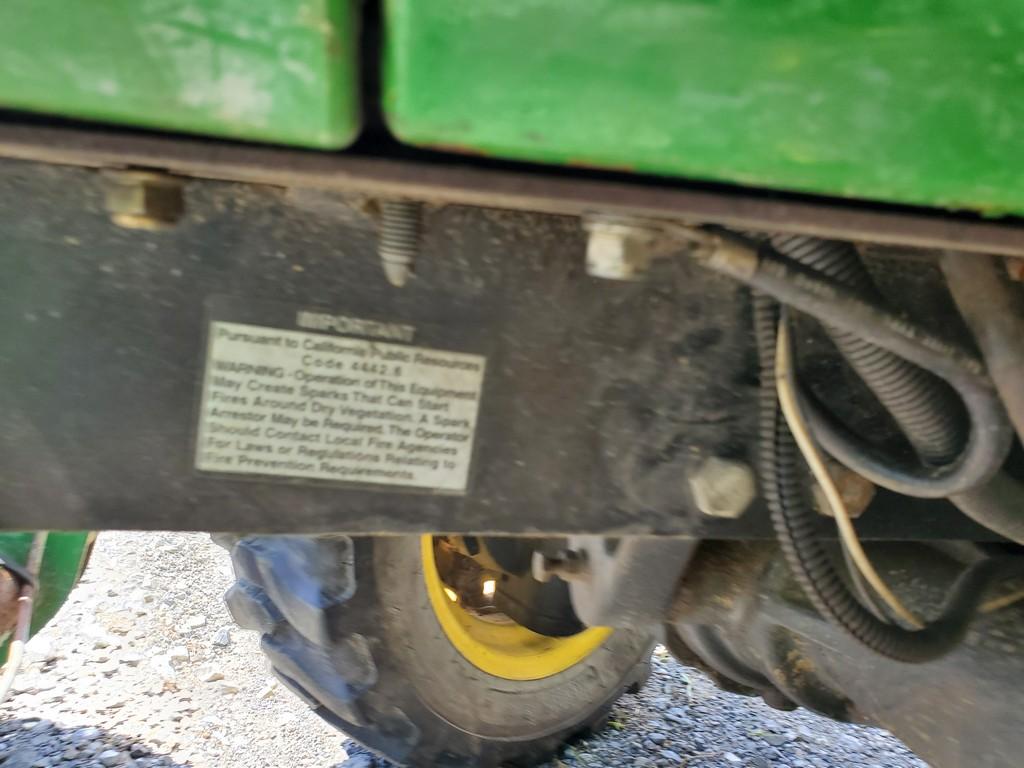 IMPORTANT
Pursuant to California Public Resources
Code 4442.6
WARNING - Operation of This Equipment
May Create Sparks That Can Start
Fires Around Dry Vegetation. A Spark
Arrestor May be Required. The Operator
Should Contact Local Fire Agencies
For Laws or Regulations Relating to
Fire Prevention Requirements.